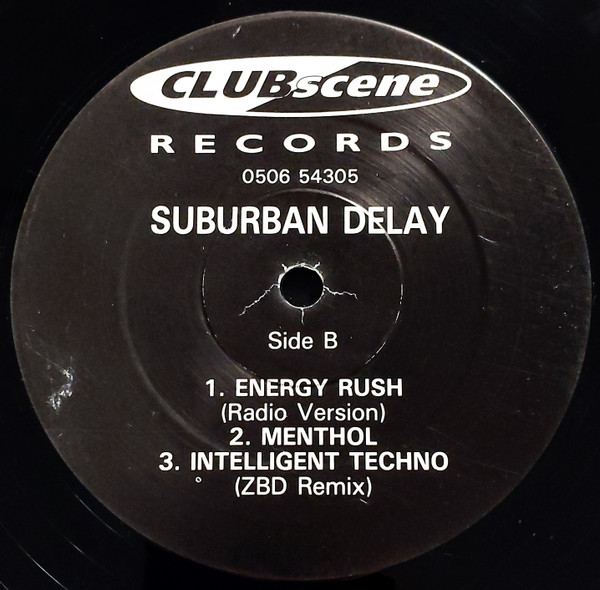 CLUBscene
RECORDS
0506 54305
SUBURBAN DELAY
Side B
1. ENERGY RUSH
(Radio Version)
2. MENTHOL
3. INTELLIGENT TECHNO
(ZBD Remix)